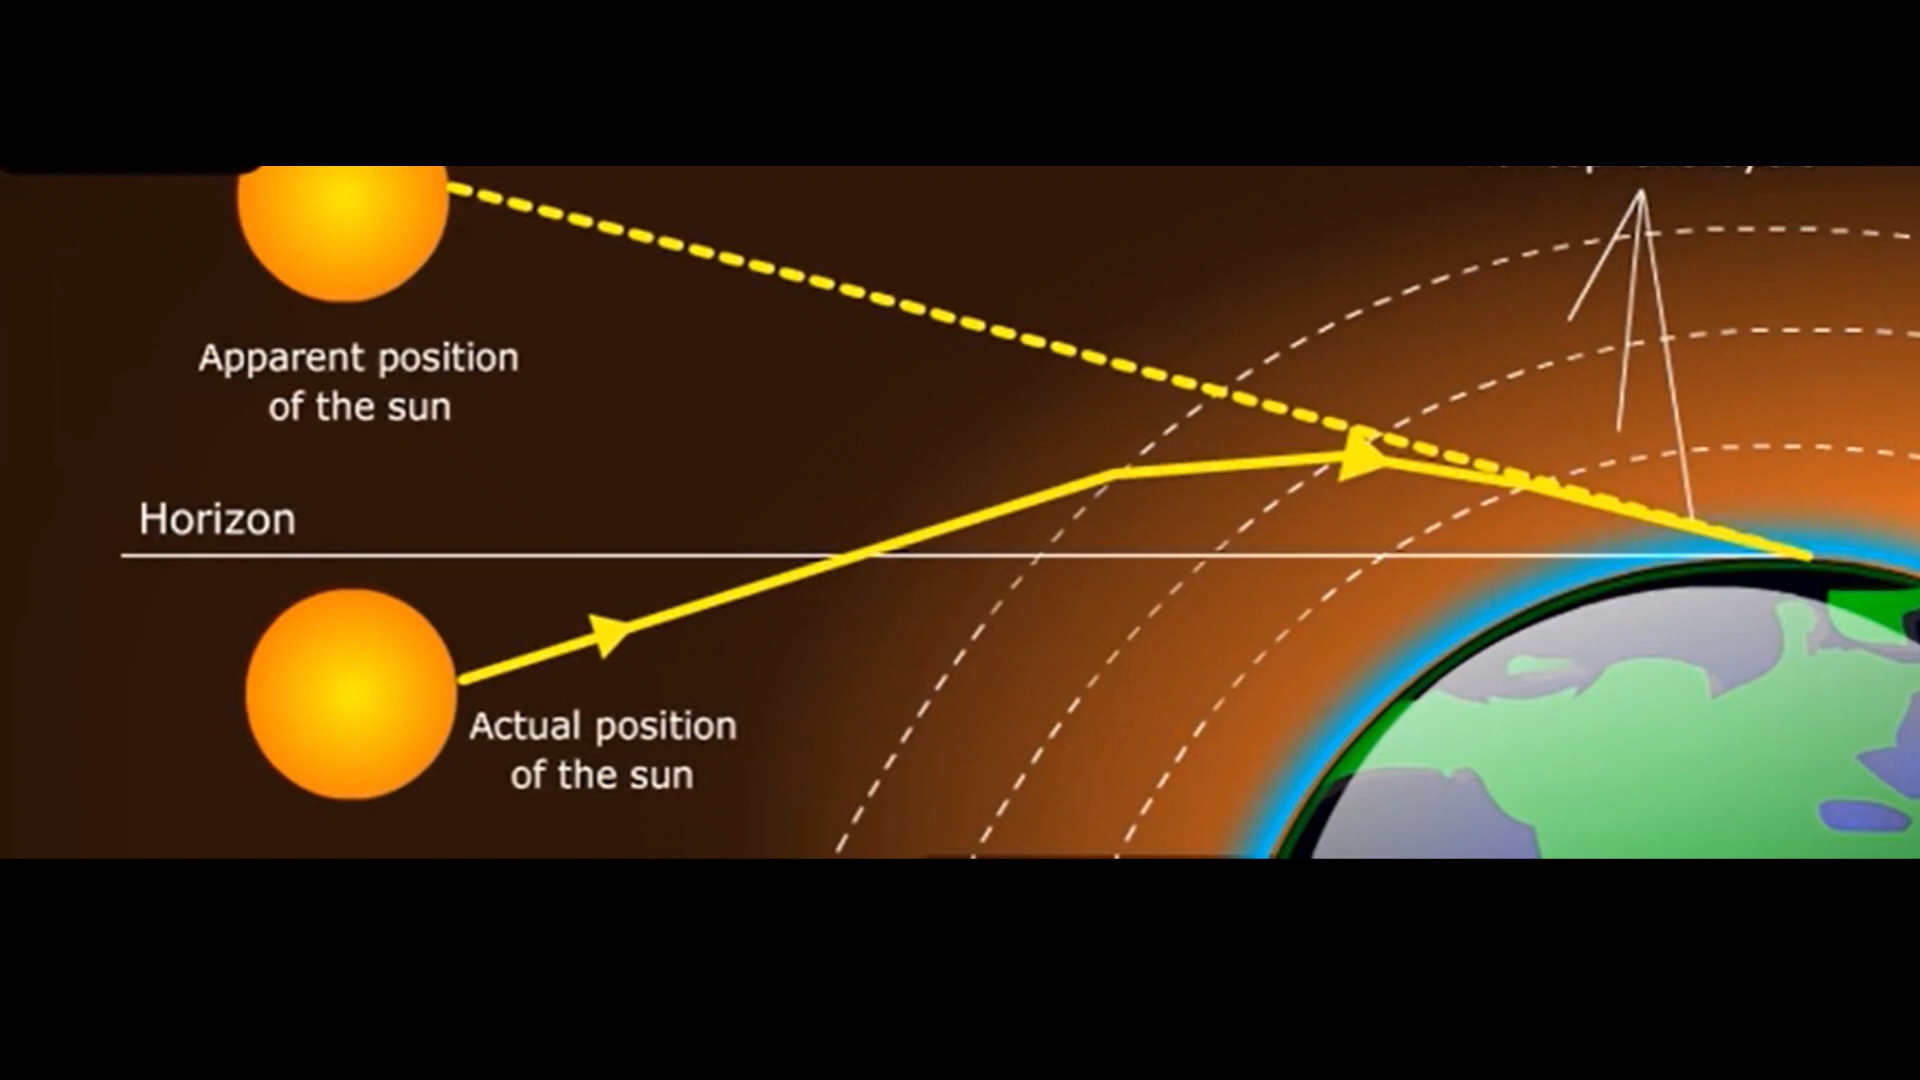 Apparent position
of the sun
Horizon
Actual position
of the sun